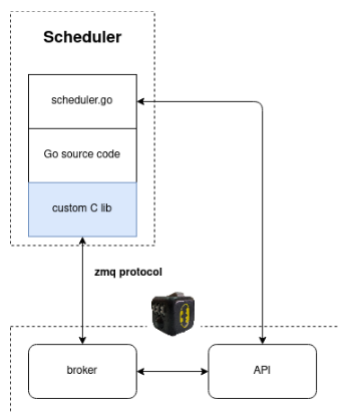 Scheduler
scheduler.go
Go source code
custom C lib
zmq protocol
broker
API